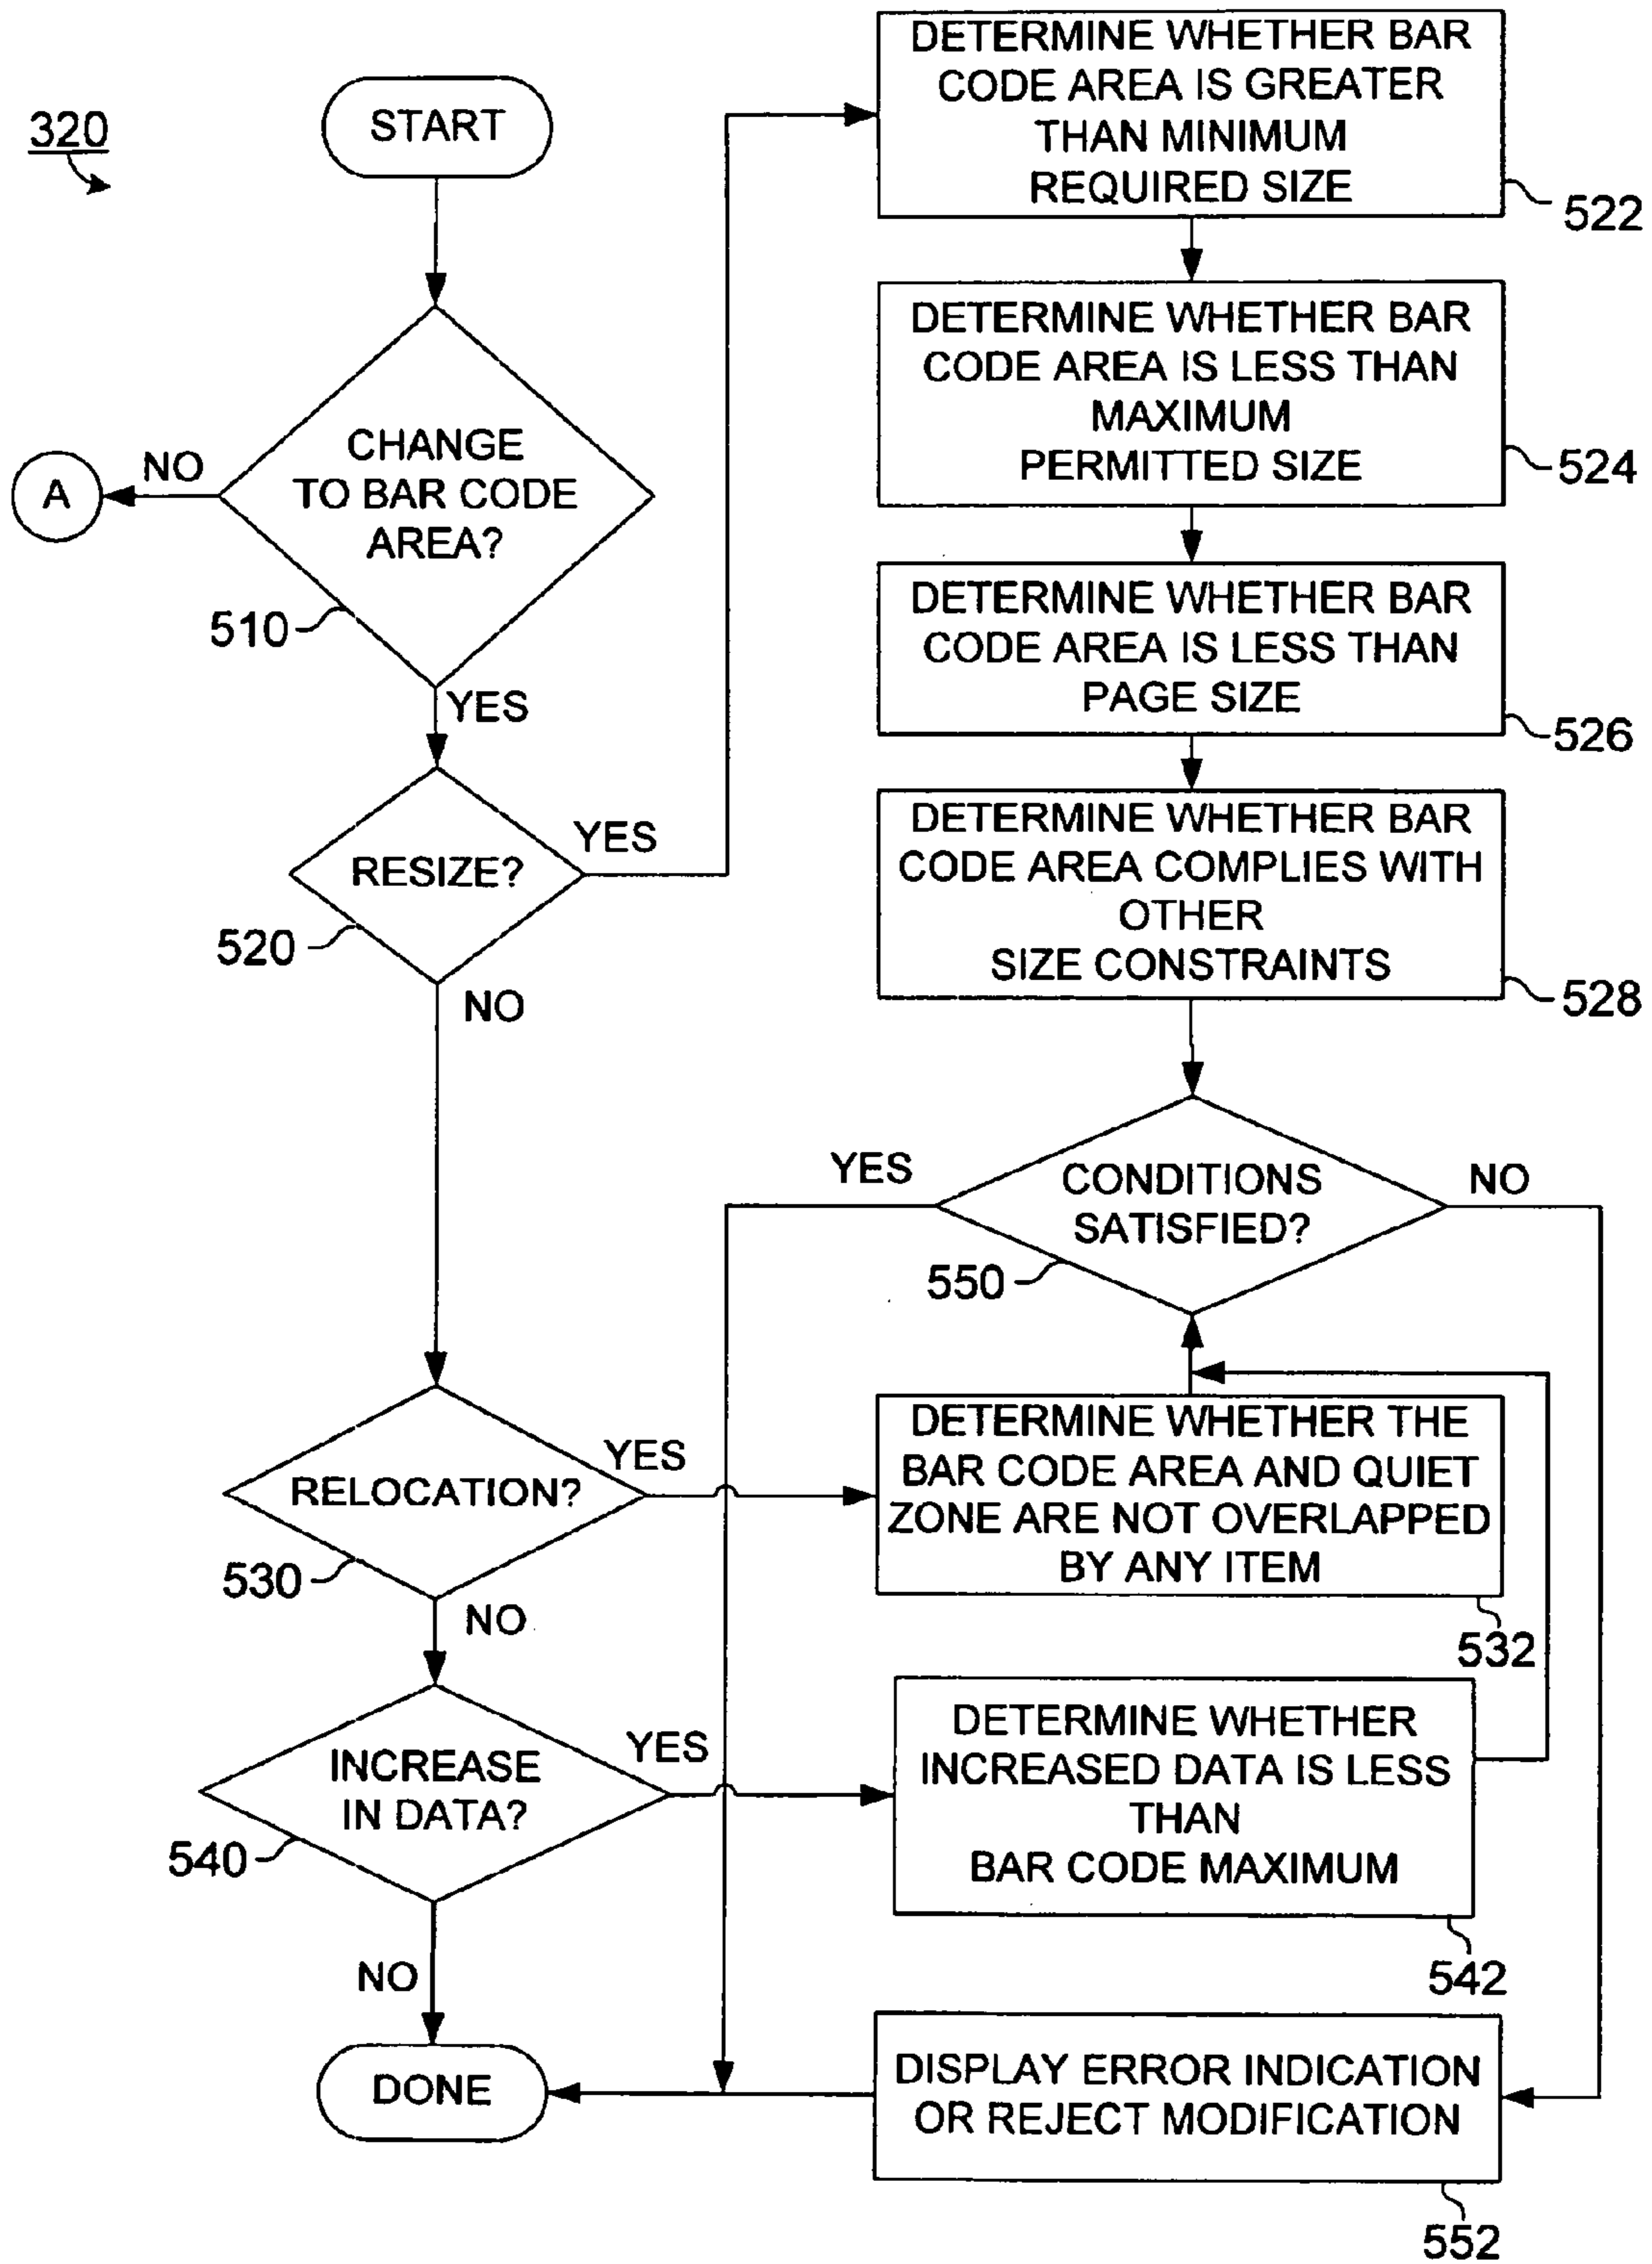 320
START
CHANGE
TO BAR CODE
AREA?
NO
A
510
YES
RESIZE?
YES
520
NO
DETERMINE WHETHER BAR
CODE AREA IS GREATER
THAN MINIMUM
REQUIRED SIZE
522
DETERMINE WHETHER BAR
CODE AREA IS LESS THAN
MAXIMUM
PERMITTED SIZE
524
DETERMINE WHETHER BAR
CODE AREA IS LESS THAN
PAGE SIZE
526
DETERMINE WHETHER BAR
CODE AREA COMPLIES WITH
OTHER
SIZE CONSTRAINTS
528
YES
CONDITIONS
SATISFIED?
NO
550
RELOCATION?
YES
530
NO
DETERMINE WHETHER THE
BAR CODE AREA AND QUIET
ZONE ARE NOT OVERLAPPED
BY ANY ITEM
532
INCREASE
IN DATA?
YES
540
NO
DETERMINE WHETHER
INCREASED DATA IS LESS
THAN
BAR CODE MAXIMUM
542
DONE
DISPLAY ERROR INDICATION
OR REJECT MODIFICATION
552